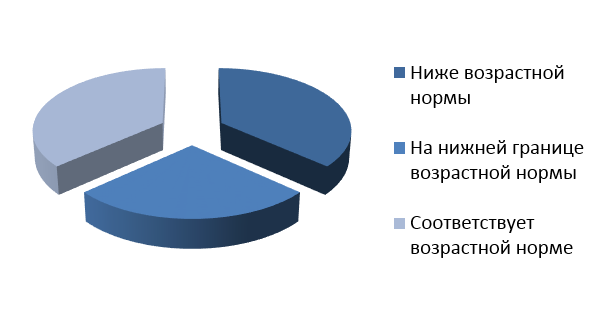 Ниже возрастной
нормы
На нижней границе
возрастной нормы
Соответствует
возрастной норме